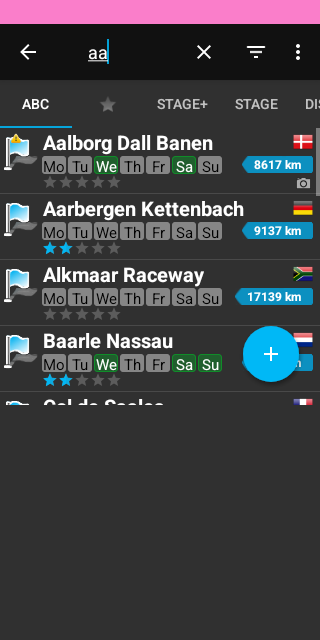 aa
ABC STAGE+ STAGE
Aalborg Dall Banen
Mo Tu We Th Fr Sa Su 8617 km
Aarbergen Kettenbach
Mo Tu We Th Fr Sa Su 9137 km
Alkmaar Raceway
Mo Tu We Th Fr Sa Su 17139 km
Baarle Nassau
Mo Tu We Th Fr Sa Su